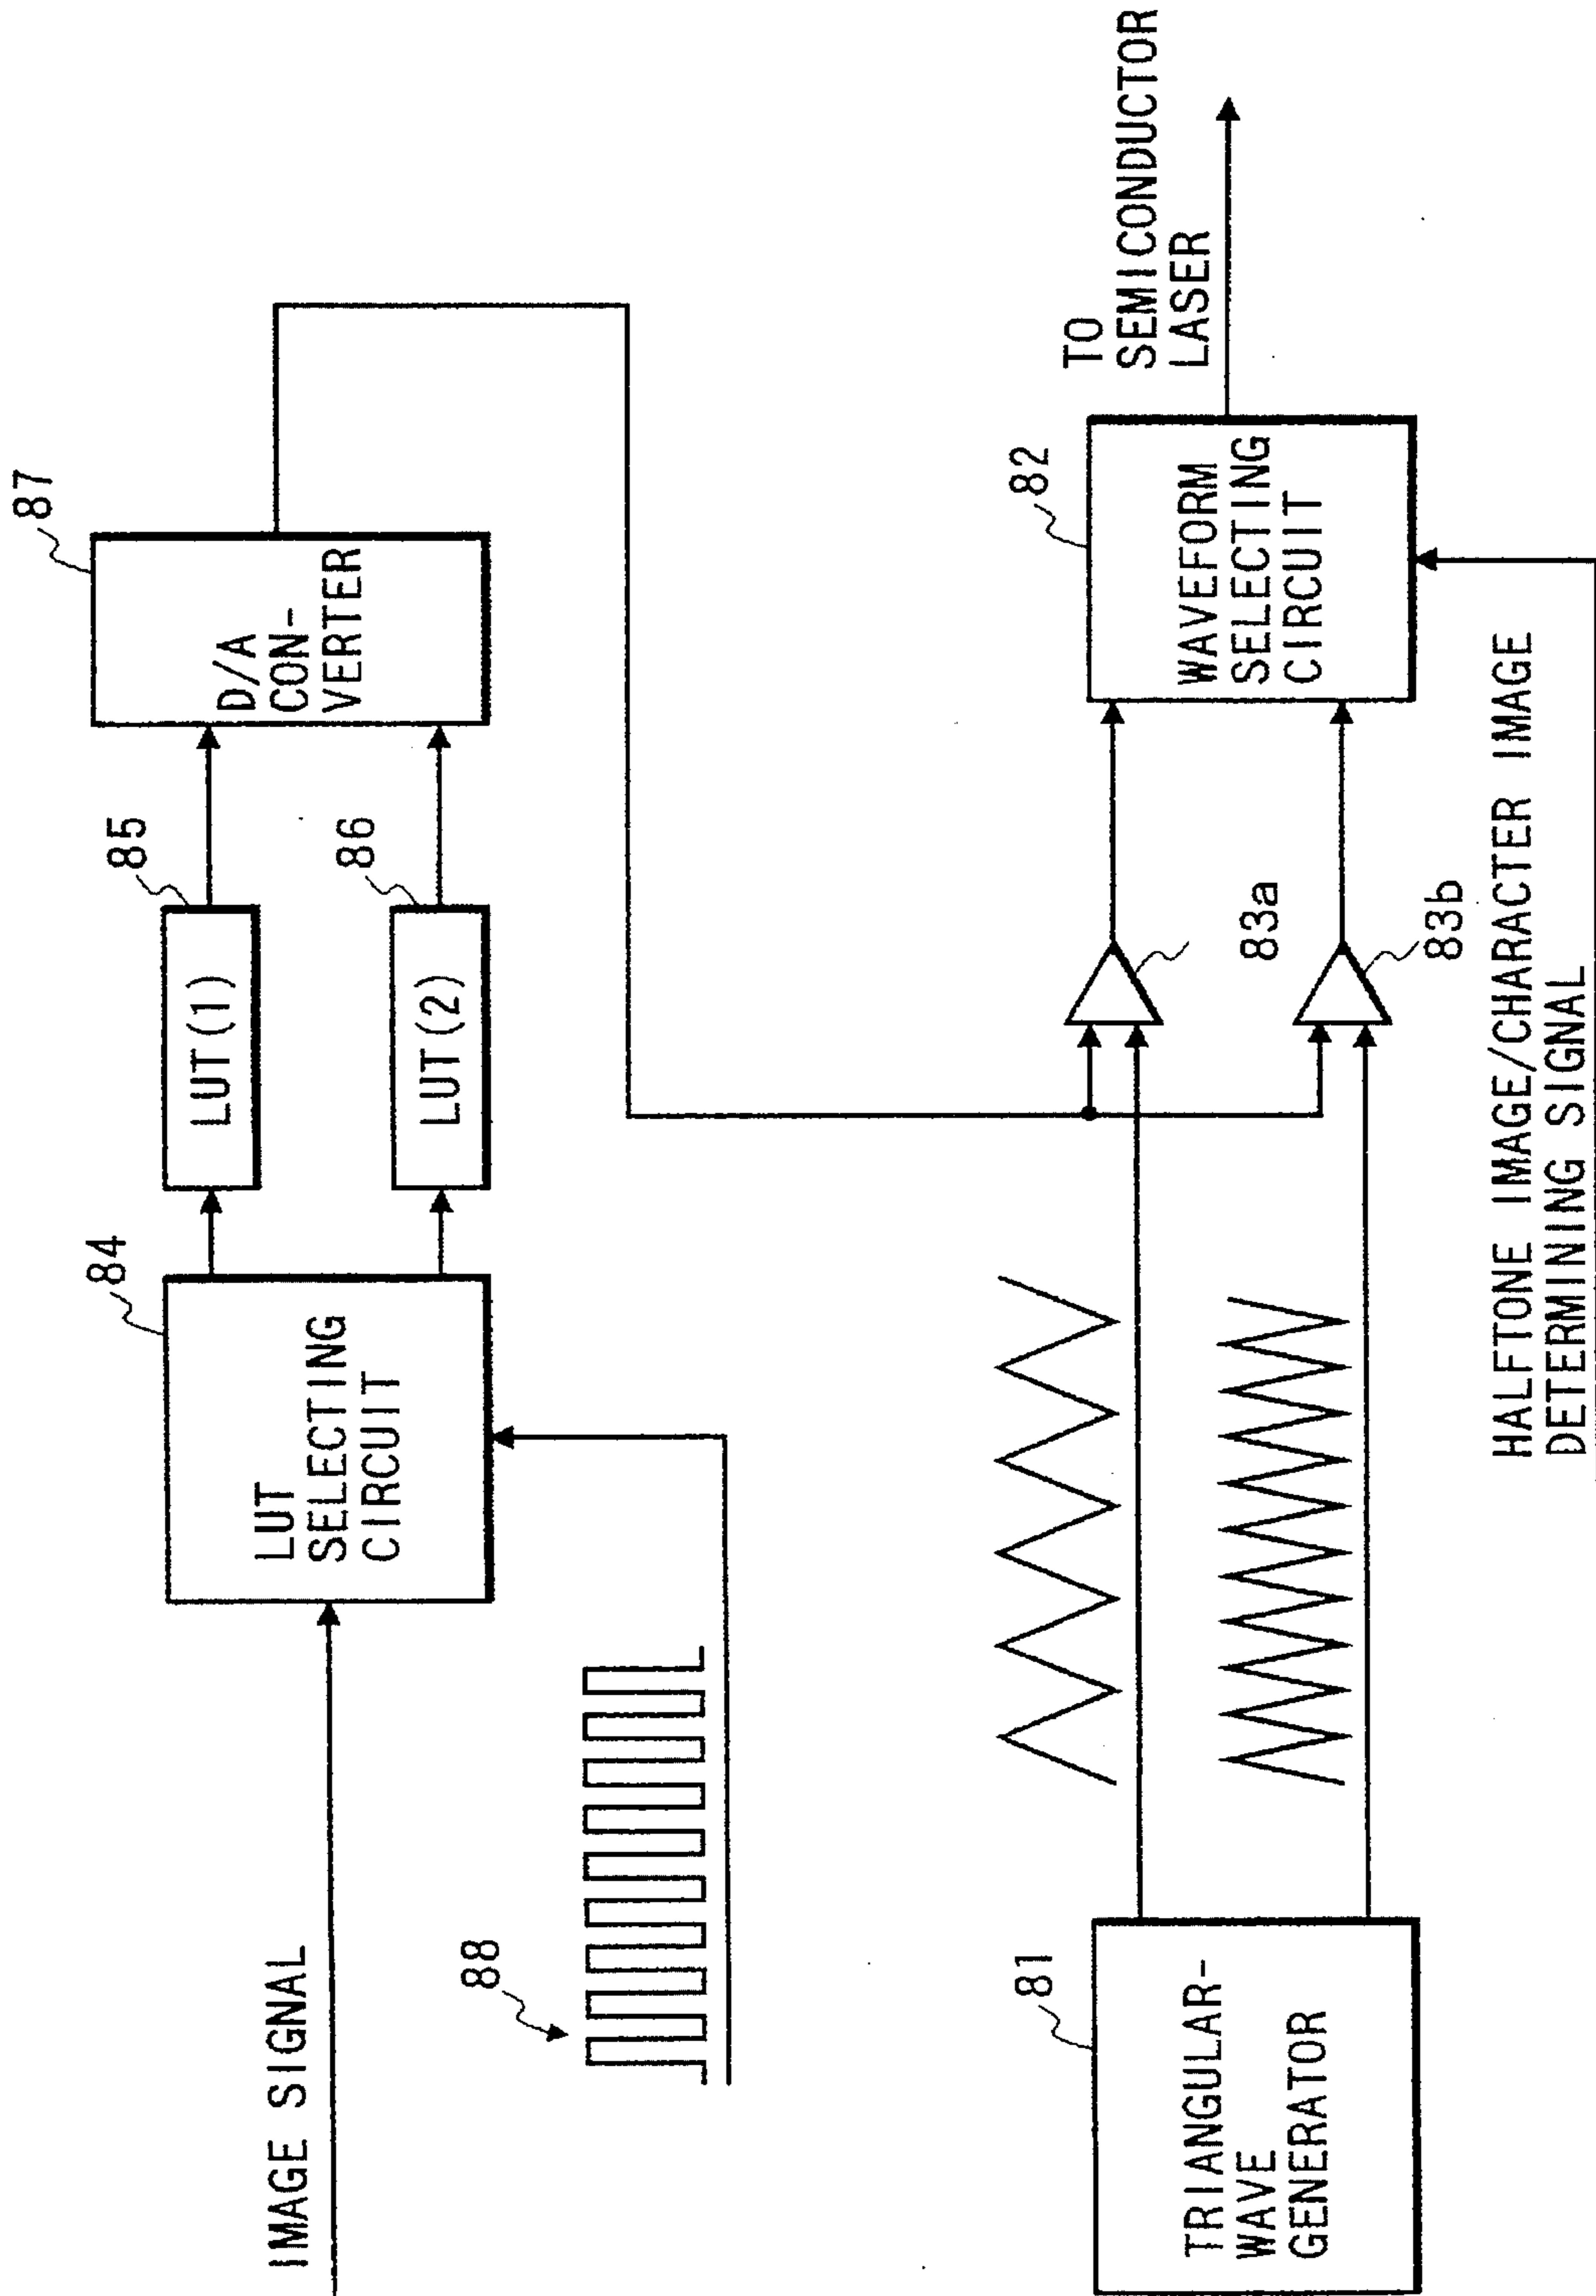 IMAGE SIGNAL
84
LUT
SELECTING
CIRCUIT
88
85
LUT(1)
86
LUT(2)
87
D/A
CON-
VERTER
81
TRIANGULAR-
WAVE
GENERATOR
83a
83b
82
WAVEFORM
SELECTING
CIRCUIT
TO
SEMICONDUCTOR
LASER
HALFTONE IMAGE/CHARACTER IMAGE
DETERMINING SIGNAL